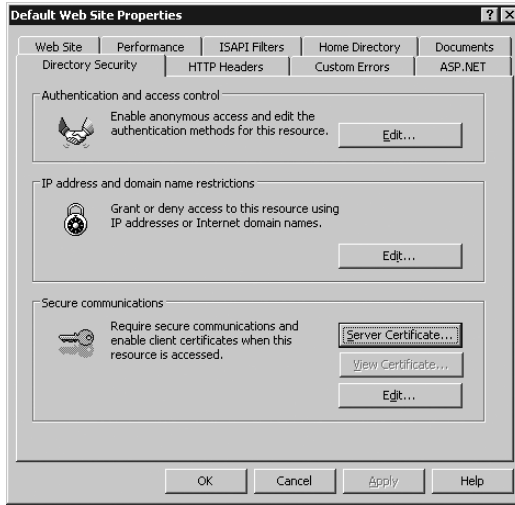 Default Web Site Properties
? X
Web Site Performance ISAPI Filters Home Directory Documents
Directory Security HTTP Headers Custom Errors ASP.NET
Authentication and access control
Enable anonymous access and edit the
authentication methods for this resource.
Edit...
IP address and domain name restrictions
Grant or deny access to this resource using
IP addresses or Internet domain names.
Edit...
Secure communications
Require secure communications and
enable client certificates when this
resource is accessed.
Server Certificate...
View Certificate...
Edit...
OK Cancel Apply Help